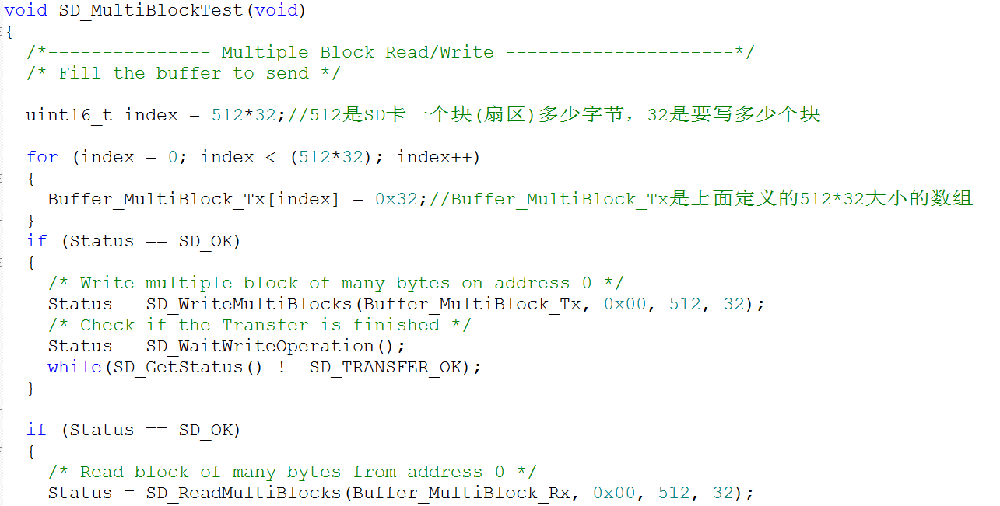 void SD_MultiBlockTest(void)
{
/*--------------- Multiple Block Read/Write ---------------------*/
/* Fill the buffer to send */
uint16_t index = 512*32;//512是SD卡一个块(扇区)多少字节，32是要写多少个块
for (index = 0; index < (512*32); index++)
{
Buffer_MultiBlock_Tx[index] = 0x32;//Buffer_MultiBlock_Tx是上面定义的512*32大小的数组
}
if (Status == SD_OK)
{
/* Write multiple block of many bytes on address 0 */
Status = SD_WriteMultiBlocks(Buffer_MultiBlock_Tx, 0x00, 512, 32);
/* Check if the Transfer is finished */
Status = SD_WaitWriteOperation();
while(SD_GetStatus() != SD_TRANSFER_OK);
}
if (Status == SD_OK)
{
/* Read block of many bytes from address 0 */
Status = SD_ReadMultiBlocks(Buffer_MultiBlock_Rx, 0x00, 512, 32);